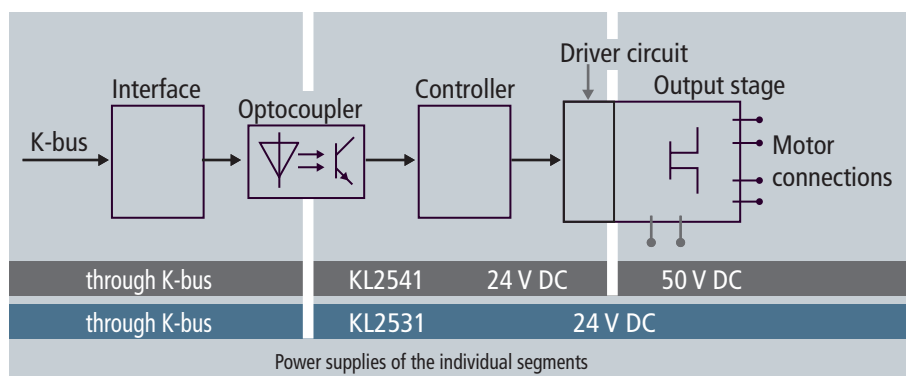 Driver circuit
Interface
Controller
Output stage
Optocoupler
K-bus
Motor
connections
through K-bus KL2541 24 V DC 50 V DC
through K-bus KL2531 24 V DC
Power supplies of the individual segments